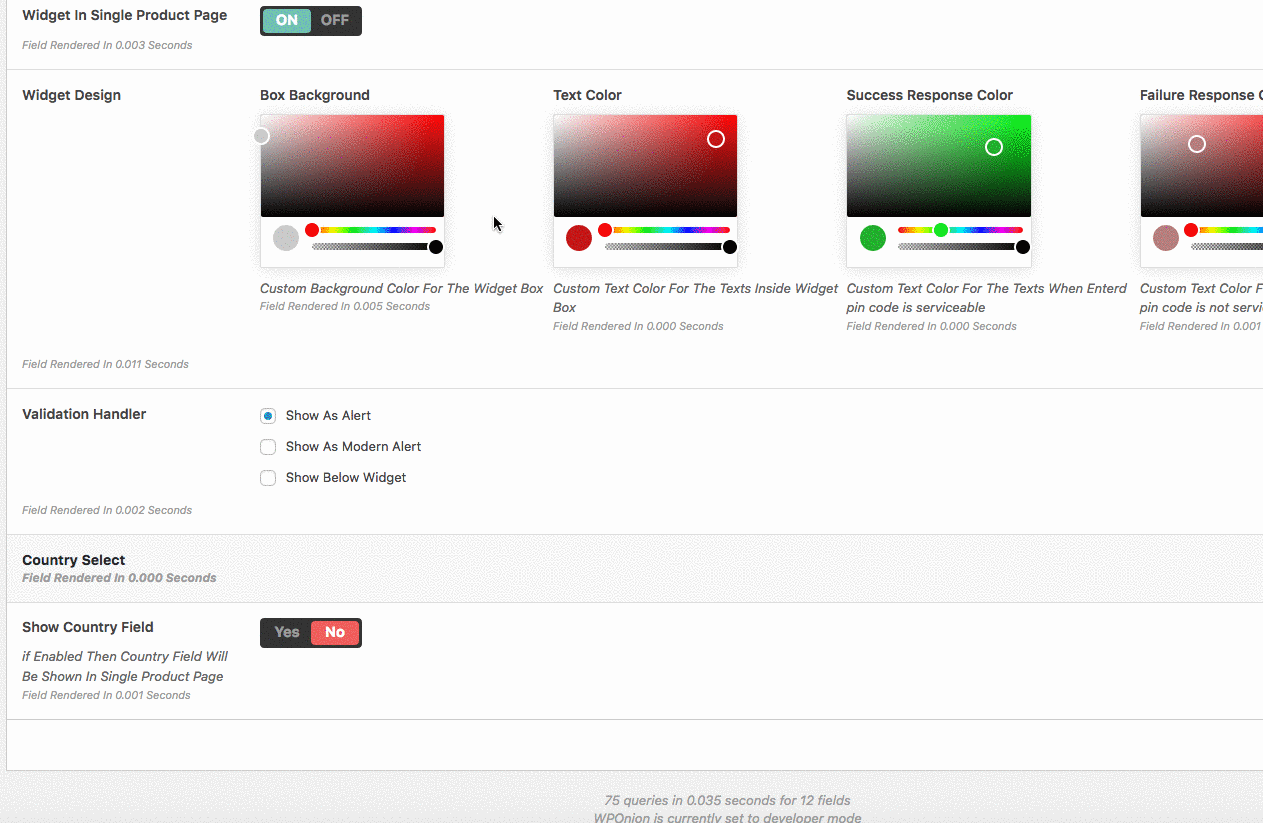 Widget In Single Product Page
ON OFF
Field Rendered In 0.003 Seconds
Widget Design
Box Background
Text Color
Success Response Color
Failure Response
Custom Background Color For The Widget Box
Field Rendered In 0.005 Seconds
Custom Text Color For The Texts Inside Widget
Box
Field Rendered In 0.000 Seconds
Custom Text Color For The Texts When Enterd
pin code is serviceable
Field Rendered In 0.000 Seconds
Custom Text Color
pin code is not
Field Rendered In 0.001
Field Rendered In 0.011 Seconds
Validation Handler
Show As Alert
Show As Modern Alert
Show Below Widget
Field Rendered In 0.002 Seconds
Country Select
Field Rendered In 0.000 Seconds
Show Country Field
Yes No
if Enabled Then Country Field Will
Be Shown In Single Product Page
Field Rendered In 0.001 Seconds
75 queries in 0.035 seconds for 12 fields
WPOnion is currently set to developer mode